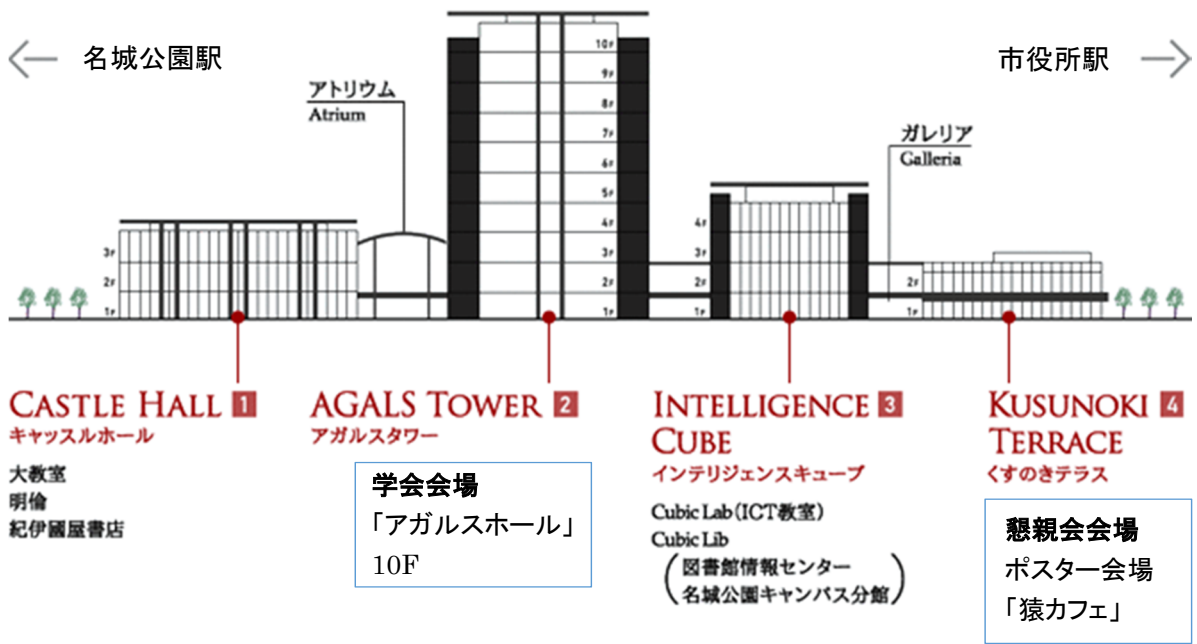 名城公園駅
市役所駅
アトリウム
Atrium
ガレリア
Galleria
3F
2F
1F
10F
9F
8F
7F
6F
5F
4F
3F
2F
1F
4F
3F
2F
1F
2F
1F
CASTLE HALL 1
キャッスルホール
大教室
明倫
紀伊國屋書店
AGALS TOWER 2
アガルスタワー
学会会場
「アガルスホール」
10F
INTELLIGENCE 3
CUBE
インテリジェンスキューブ
Cubic Lab(ICT教室)
Cubic Lib
(図書館情報センター
名城公園キャンパス分館)
KUSUNOKI 4
TERRACE
くすのきテラス
懇親会会場
ポスター会場
「猿カフェ」